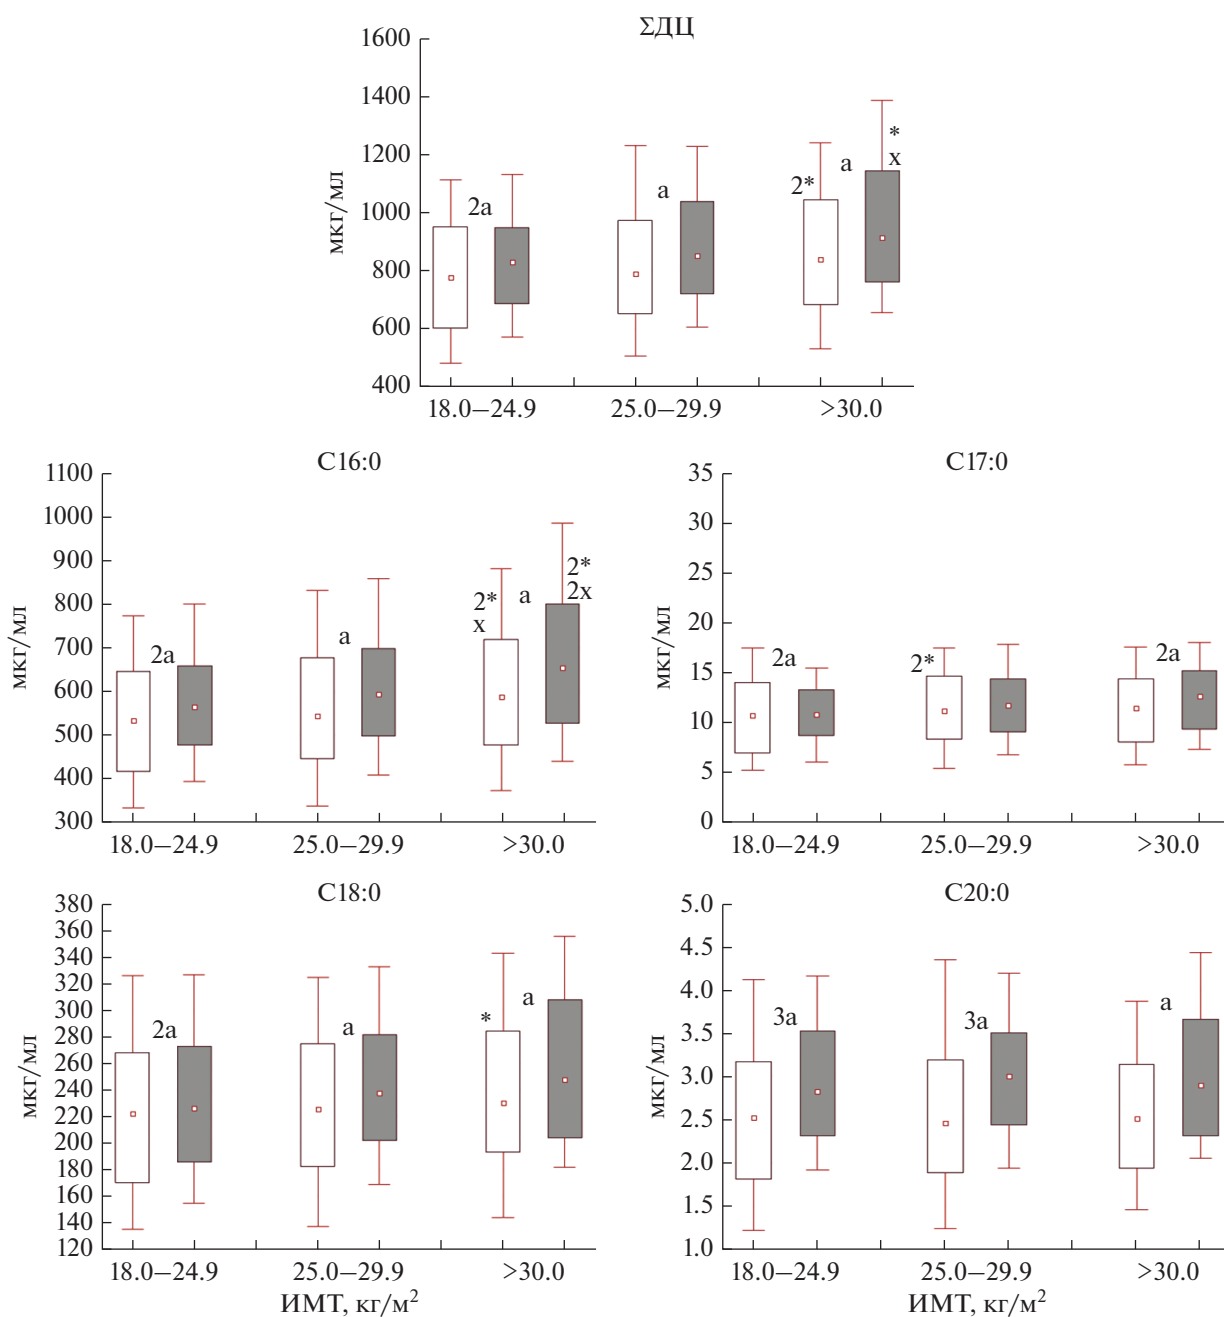 ΣДЦ
1600
1400
1200
1000
800
600
400
мкг/мл
2a
a
2*
a
*
x
18.0–24.9
25.0–29.9
>30.0
C16:0
1100
1000
900
800
700
600
500
400
300
мкг/мл
2a
a
2*
x
a
2*
2x
18.0–24.9
25.0–29.9
>30.0
C17:0
35
30
25
20
15
10
5
0
мкг/мл
2a
2*
2a
18.0–24.9
25.0–29.9
>30.0
C18:0
380
360
340
320
300
280
260
240
220
200
180
160
140
120
мкг/мл
2a
a
*
a
18.0–24.9
25.0–29.9
>30.0
ИМТ, кг/м²
C20:0
5.0
4.5
4.0
3.5
3.0
2.5
2.0
1.5
1.0
мкг/мл
3a
3a
a
18.0–24.9
25.0–29.9
>30.0
ИМТ, кг/м²